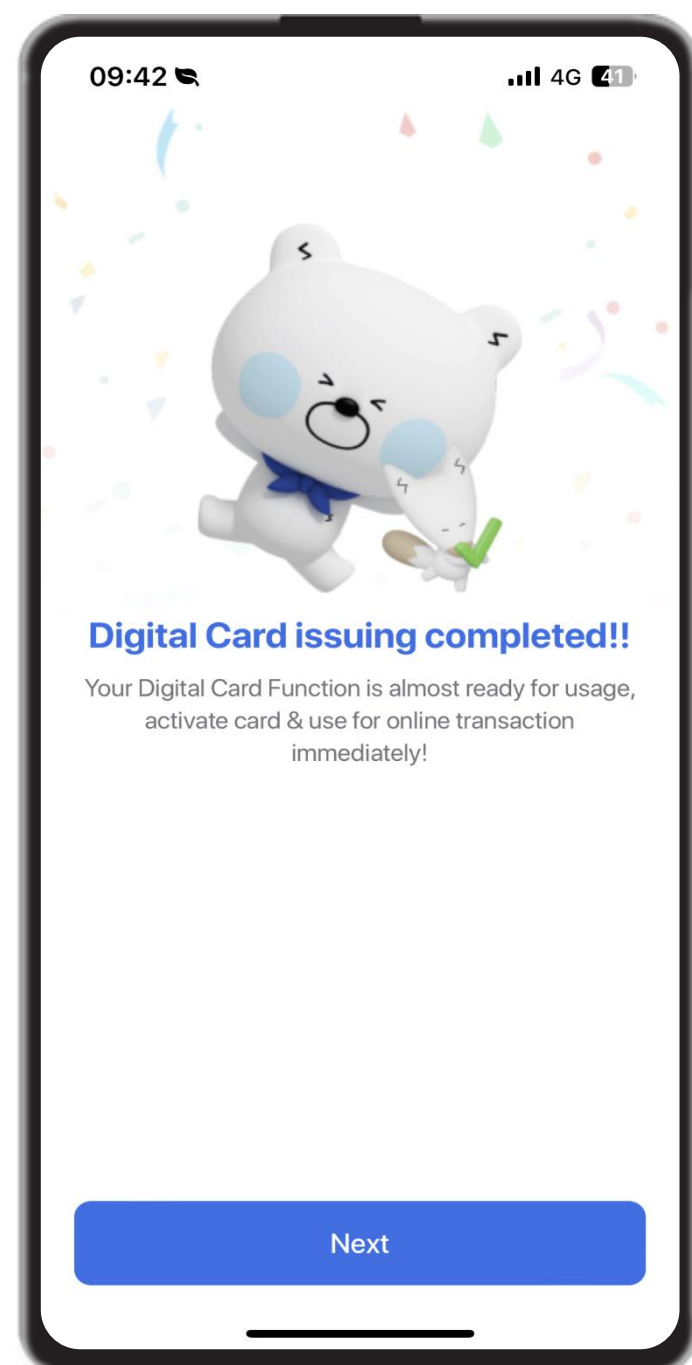 09:42
4G 41
Digital Card issuing completed!!
Your Digital Card Function is almost ready for usage,
activate card & use for online transaction
immediately!
Next